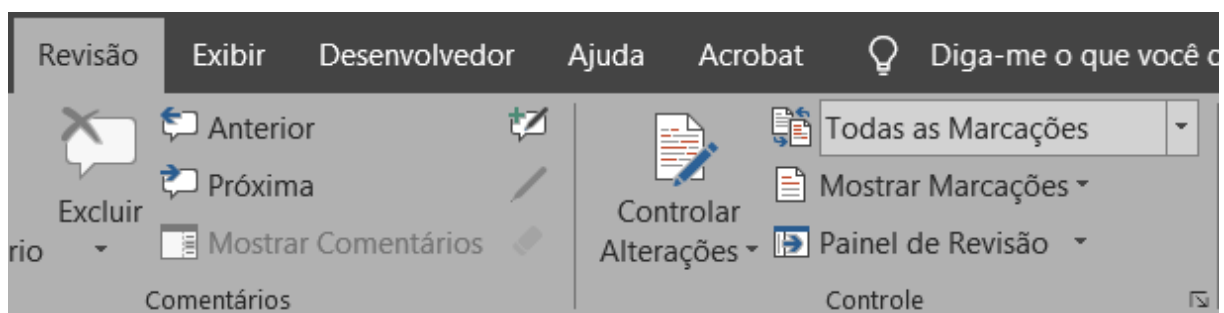 Revisão Exibir Desenvolvedor Ajuda Acrobat Diga-me o que você
Anterior
Próxima
Mostrar Comentários
Excluir
rio
Comentários
Controlar
Alterações
Todas as Marcações
Mostrar Marcações
Painel de Revisão
Controle